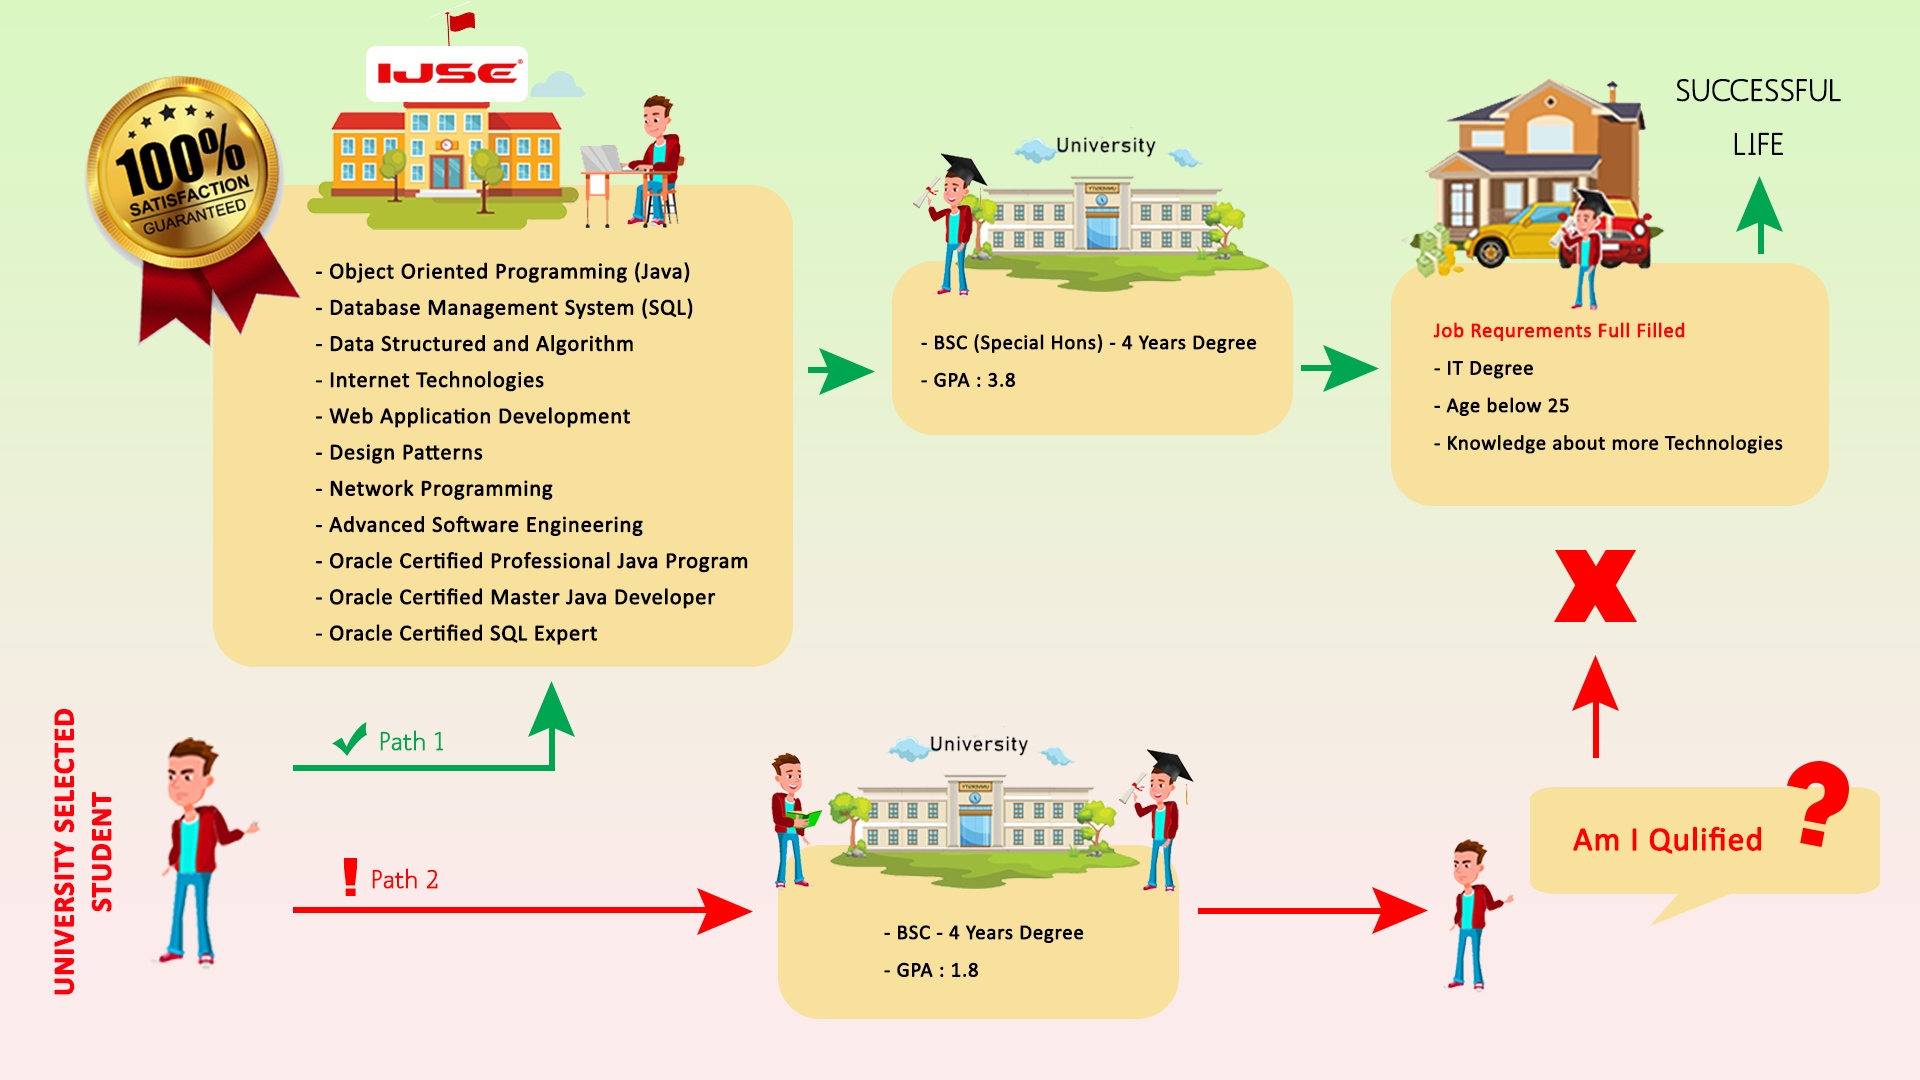 IJSE
100%
SATISFACTION
GUARANTEED
- Object Oriented Programming (Java)
- Database Management System (SQL)
- Data Structured and Algorithm
- Internet Technologies
- Web Application Development
- Design Patterns
- Network Programming
- Advanced Software Engineering
- Oracle Certified Professional Java Program
- Oracle Certified Master Java Developer
- Oracle Certified SQL Expert
University
- BSC (Special Hons) - 4 Years Degree
- GPA : 3.8
SUCCESSFUL
LIFE
Job Requrements Full Filled
- IT Degree
- Age below 25
- Knowledge about more Technologies
X
UNIVERSITY SELECTED
STUDENT
Path 1
! Path 2
University
- BSC - 4 Years Degree
- GPA : 1.8
Am I Qulified ?